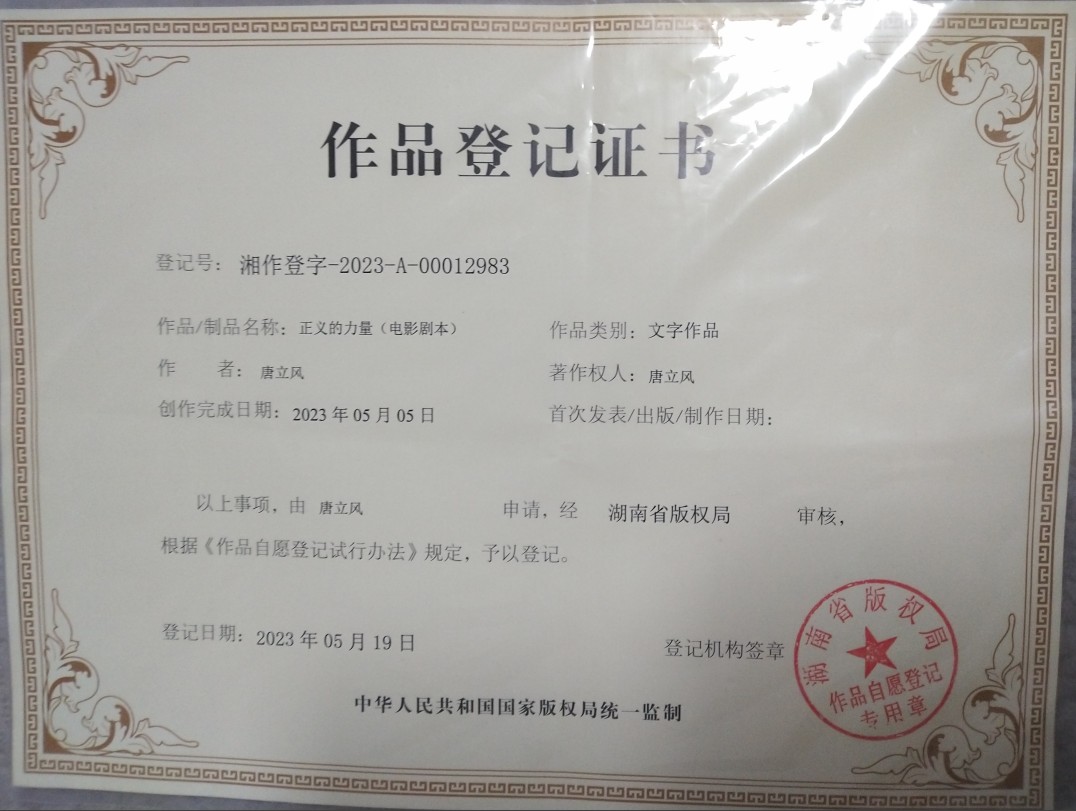 作品登记证书
登记号： 湘作登字-2023-A-00012983
作品/制品名称：正义的力量（电影剧本） 作品类别：文字作品
作 者： 唐立风 著作权人：唐立风
创作完成日期：2023 年 05 月 05 日 首次发表/出版/制作日期：
以上事项，由 唐立风 申请，经 湖南省版权局 审核，
根据《作品自愿登记试行办法》规定，予以登记。
登记日期：2023 年 05 月 19 日 登记机构签章
湖南省版权局
作品自愿登记
专用章
中华人民共和国国家版权局统一监制